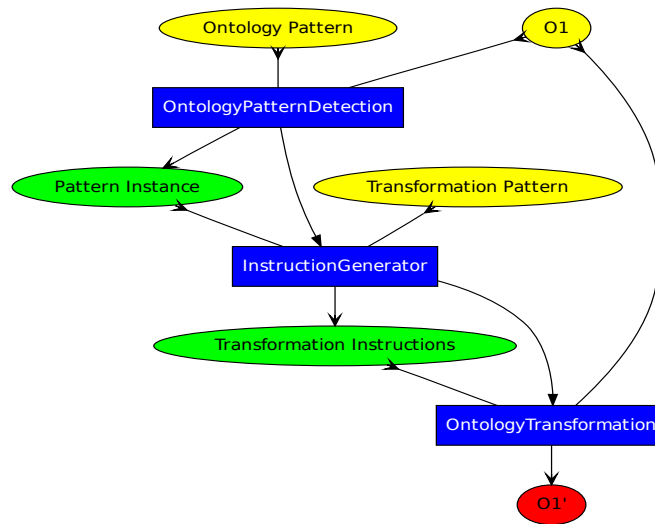 Ontology Pattern
O1
OntologyPatternDetection
Pattern Instance
Transformation Pattern
InstructionGenerator
Transformation Instructions
OntologyTransformation
O1'